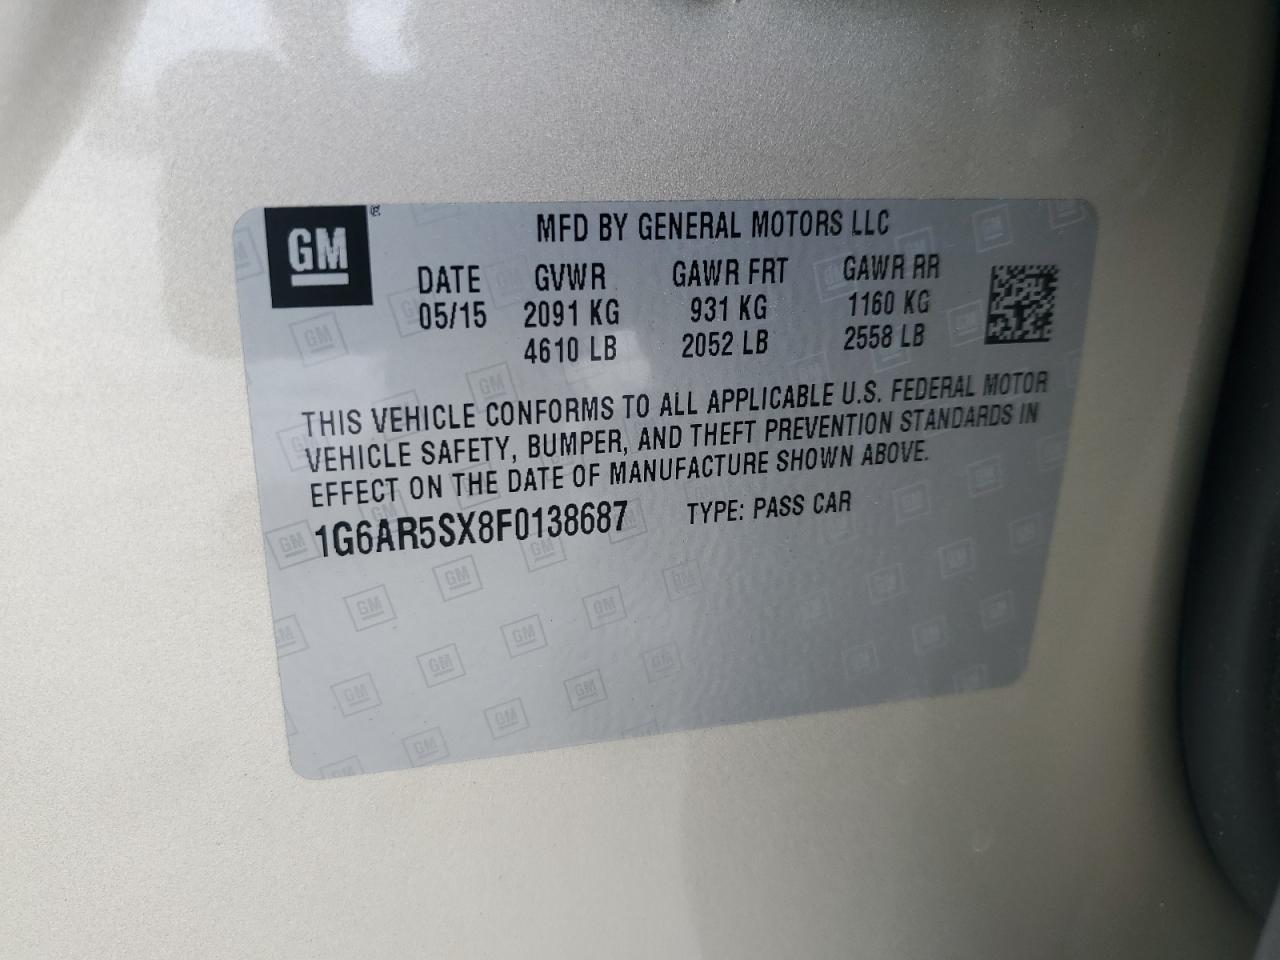 GM
MFD BY GENERAL MOTORS LLC
DATE GVWR GAWR FRT GAWR RR
05/15 2091 KG 931 KG 1160 KG
4610 LB 2052 LB 2558 LB
THIS VEHICLE CONFORMS TO ALL APPLICABLE U.S. FEDERAL MOTOR
VEHICLE SAFETY, BUMPER, AND THEFT PREVENTION STANDARDS IN
EFFECT ON THE DATE OF MANUFACTURE SHOWN ABOVE.
1G6AR5SX8F0138687 TYPE: PASS CAR